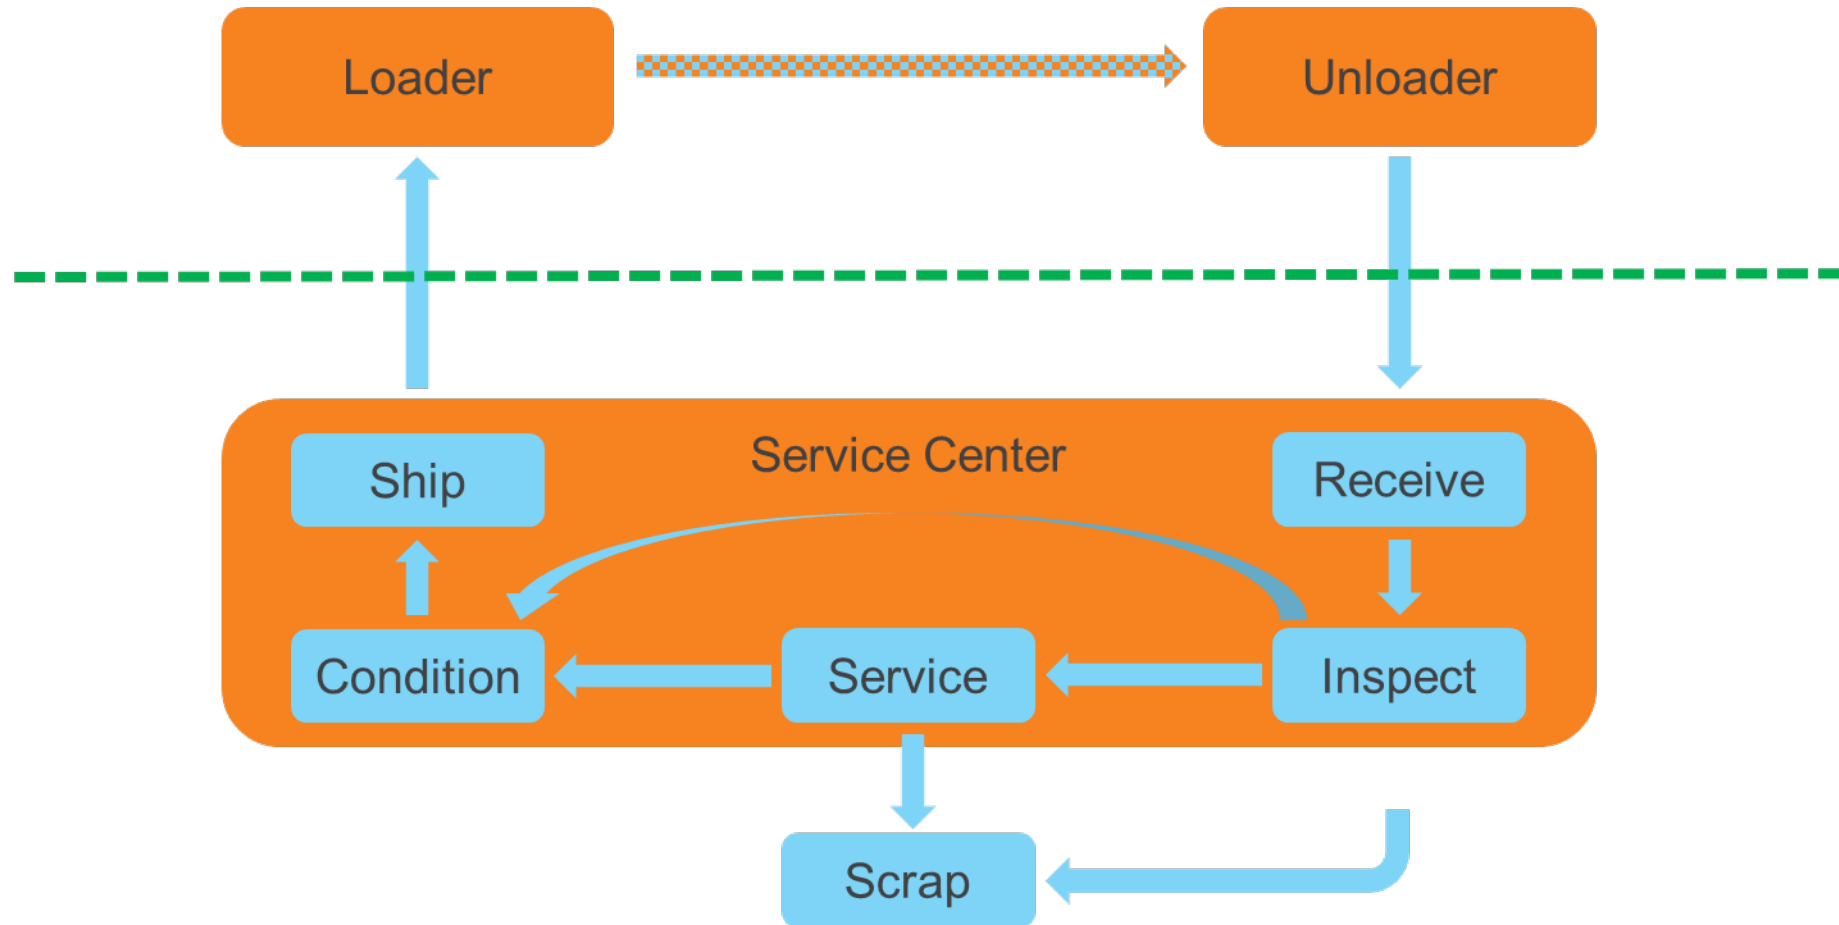 Loader
Unloader
Service Center
Ship
Receive
Condition
Service
Inspect
Scrap